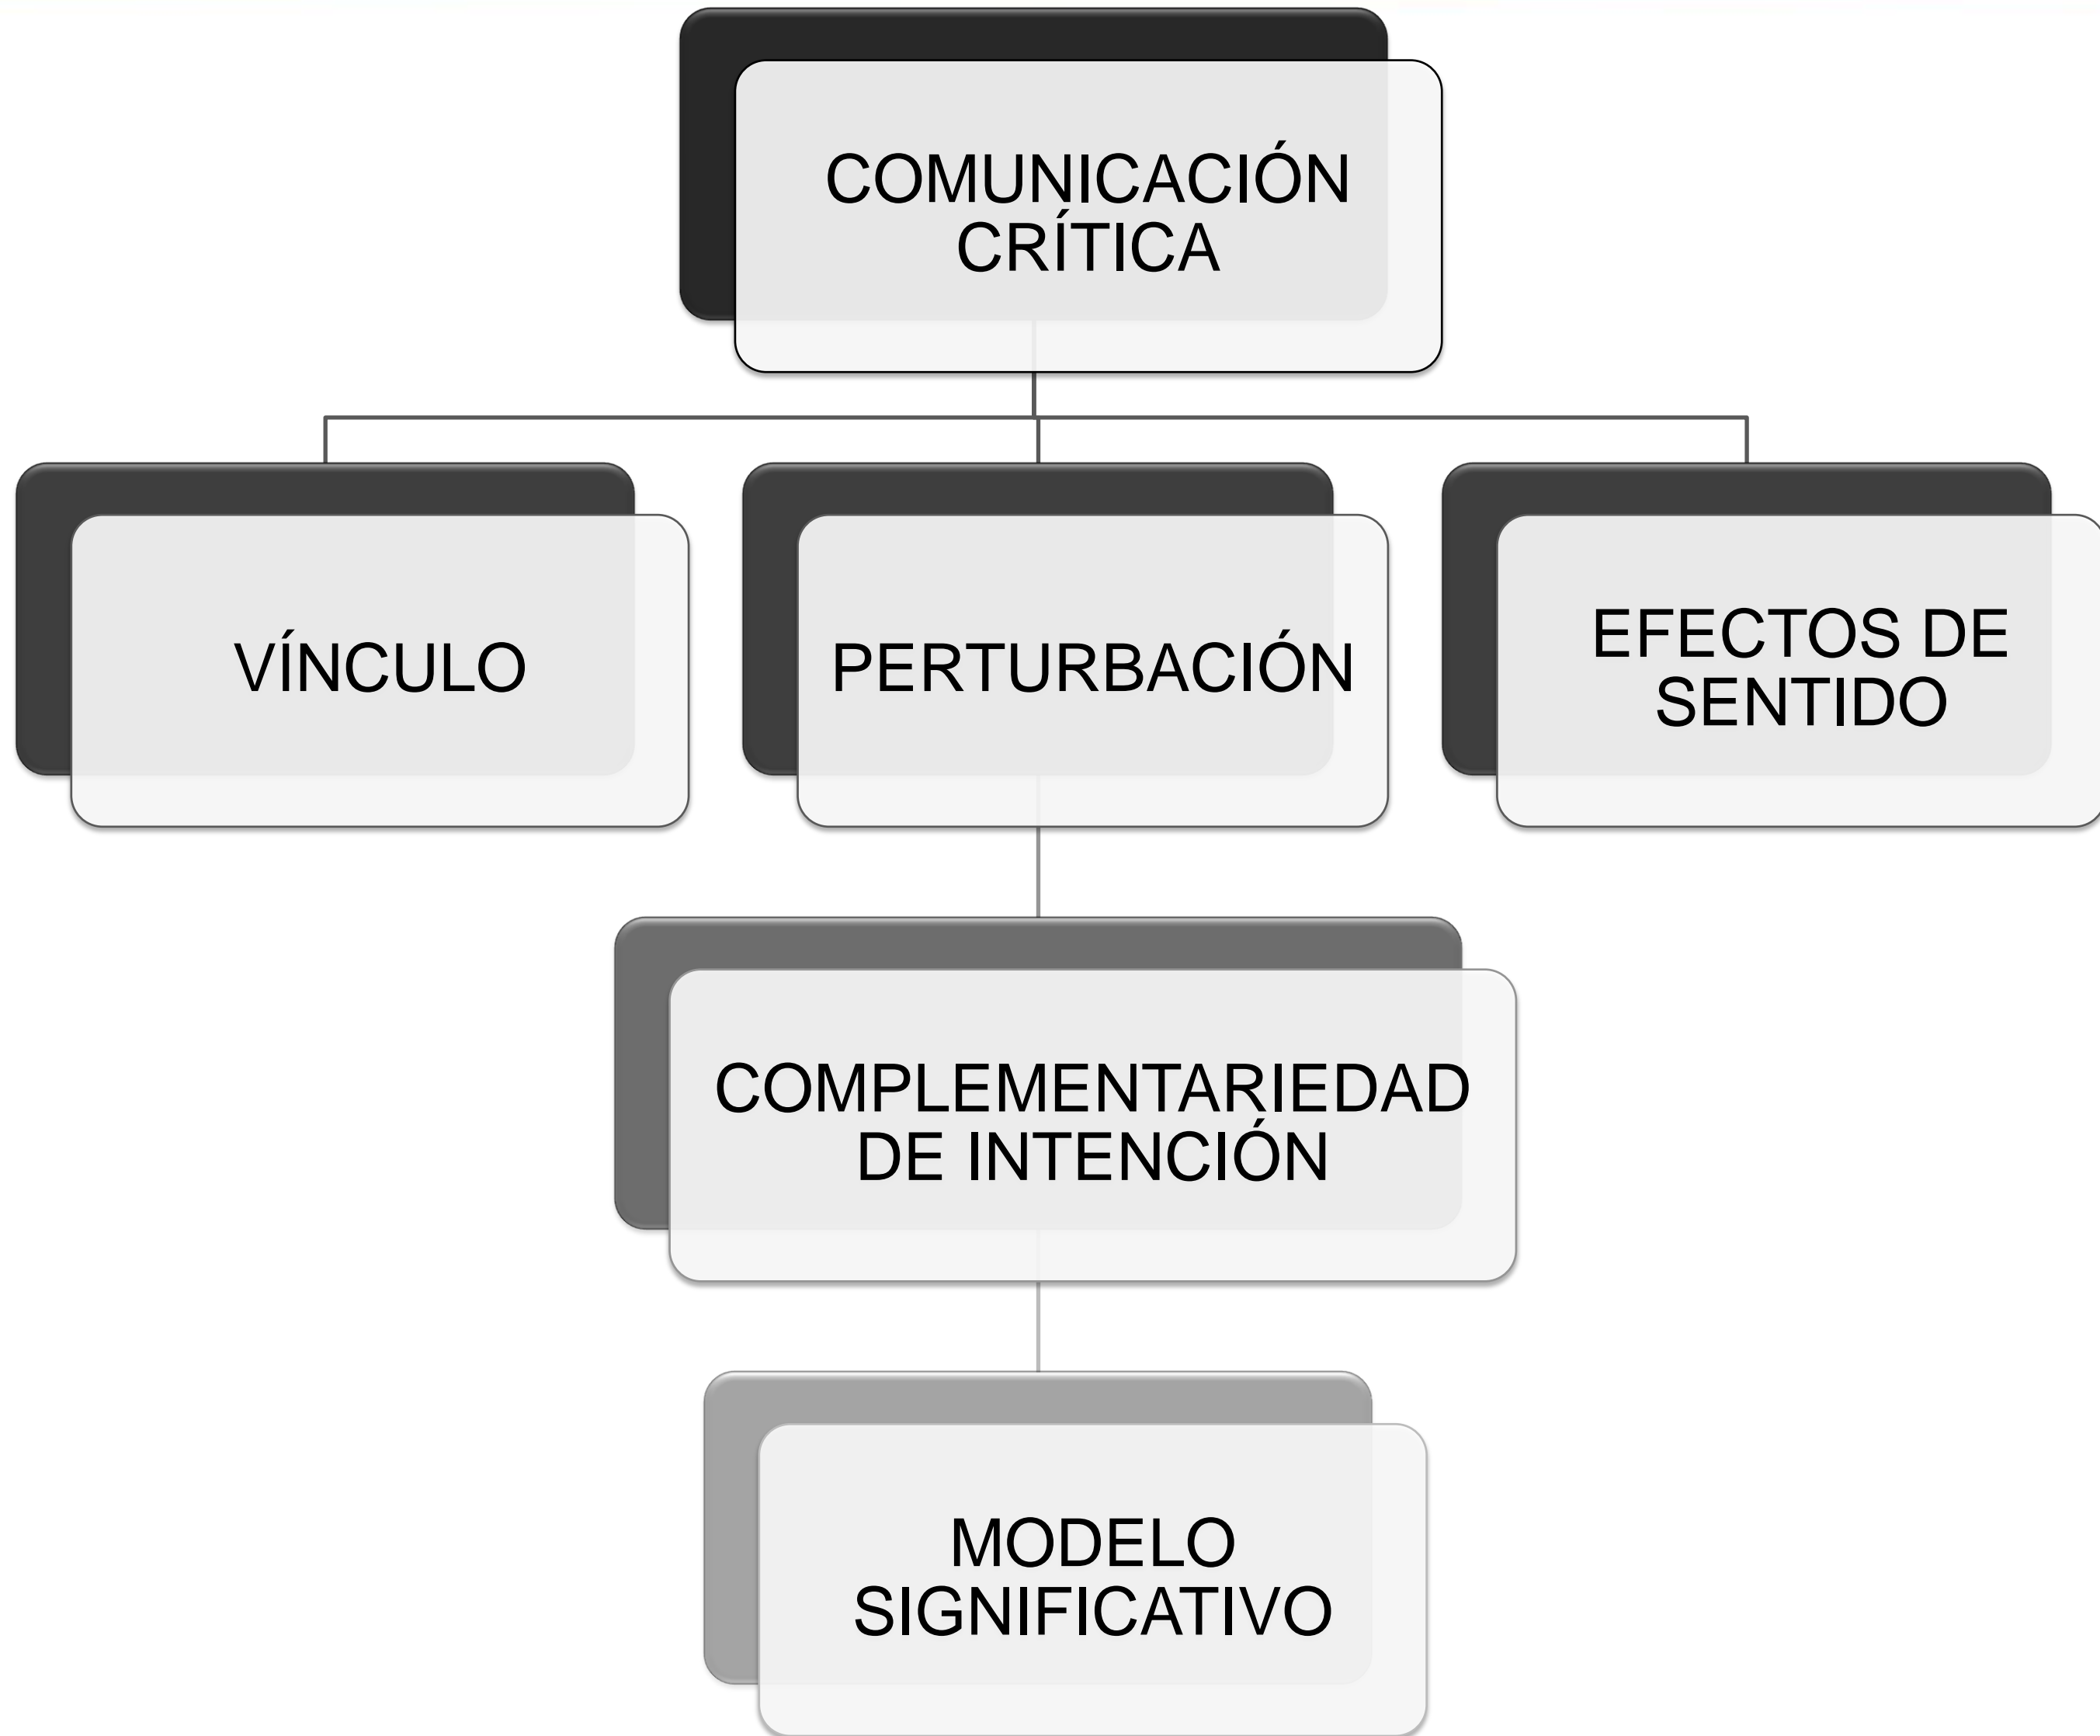 COMUNICACIÓN
CRÍTICA
VÍNCULO
PERTURBACIÓN
EFECTOS DE
SENTIDO
COMPLEMENTARIEDAD
DE INTENCIÓN
MODELO
SIGNIFICATIVO